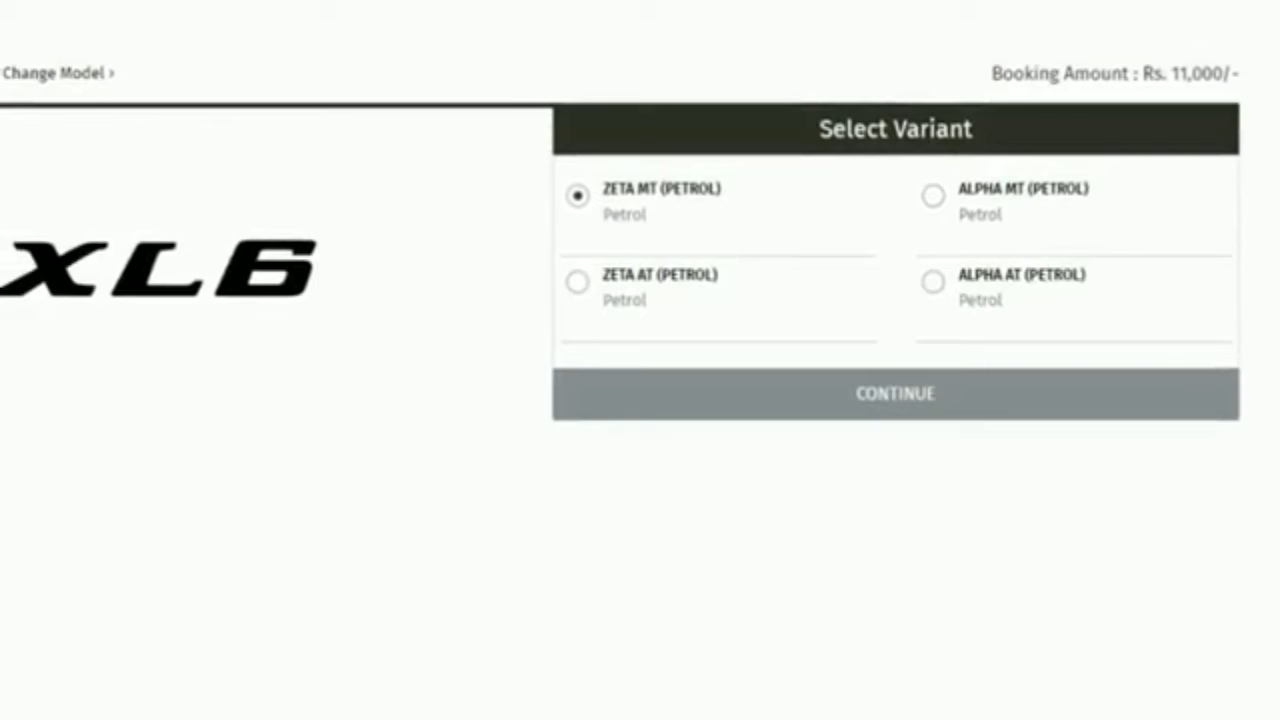 Change Model ›
Booking Amount : Rs. 11,000/-
XL6
Select Variant
ZETA MT (PETROL)
Petrol
ALPHA MT (PETROL)
Petrol
ZETA AT (PETROL)
Petrol
ALPHA AT (PETROL)
Petrol
CONTINUE